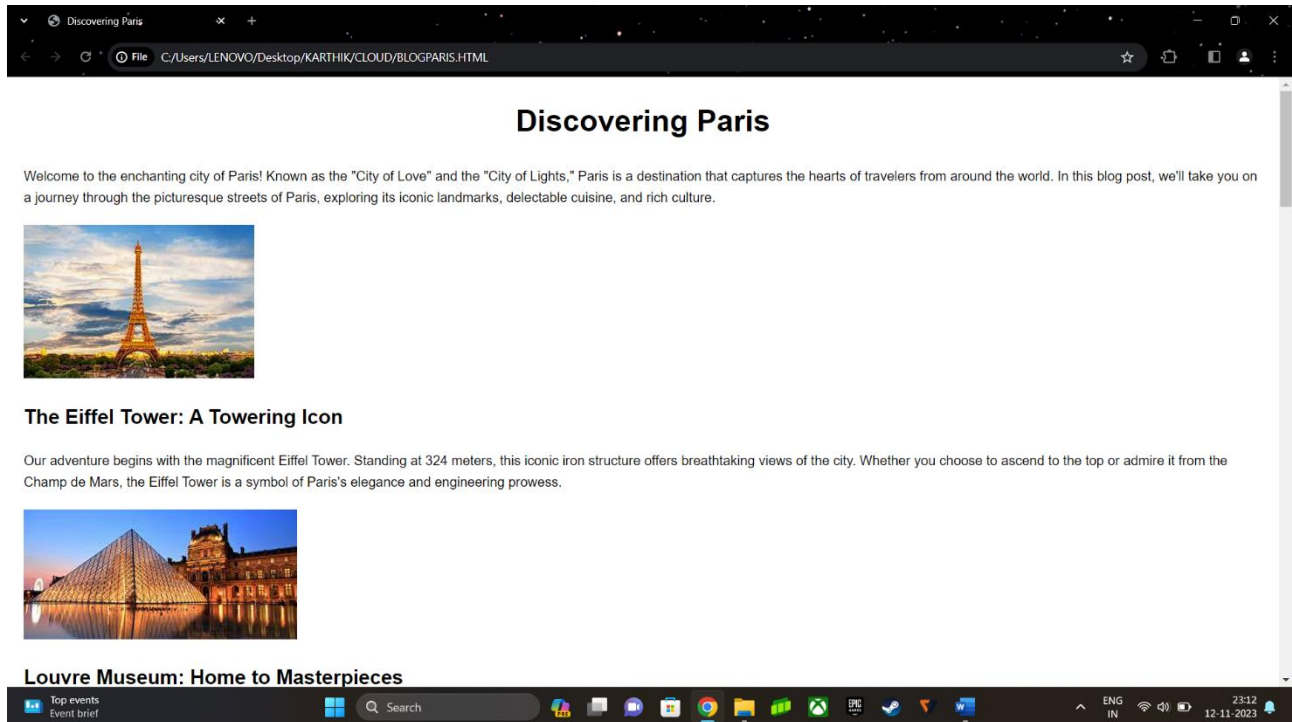 Discovering Paris
File C:/Users/LENOVO/Desktop/KARTHIK/CLOUD/BLOGPARIS.HTML
Discovering Paris
Welcome to the enchanting city of Paris! Known as the "City of Love" and the "City of Lights," Paris is a destination that captures the hearts of travelers from around the world. In this blog post, we'll take you on
a journey through the picturesque streets of Paris, exploring its iconic landmarks, delectable cuisine, and rich culture.
The Eiffel Tower: A Towering Icon
Our adventure begins with the magnificent Eiffel Tower. Standing at 324 meters, this iconic iron structure offers breathtaking views of the city. Whether you choose to ascend to the top or admire it from the
Champ de Mars, the Eiffel Tower is a symbol of Paris's elegance and engineering prowess.
Louvre Museum: Home to Masterpieces
Top events
Event brief
Search
PRE
EPIC
GAMES
W
ENG
IN
23:12
12-11-2023